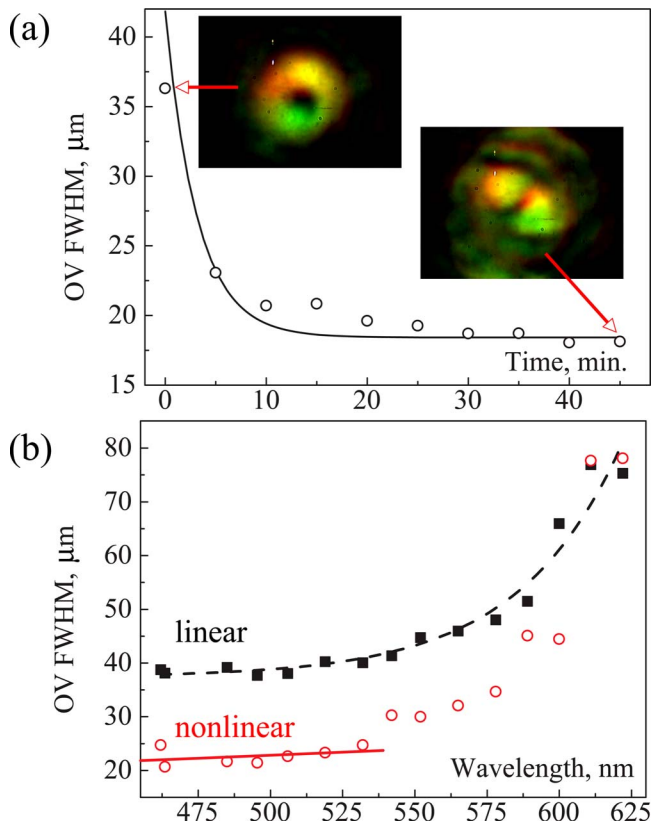 (a)
40
35
30
25
20
15
OV FWHM, μm
Time, min.
0 10 20 30 40
(b)
80
70
60
50
40
30
20
OV FWHM, μm
linear
nonlinear
Wavelength, nm
475 500 525 550 575 600 625